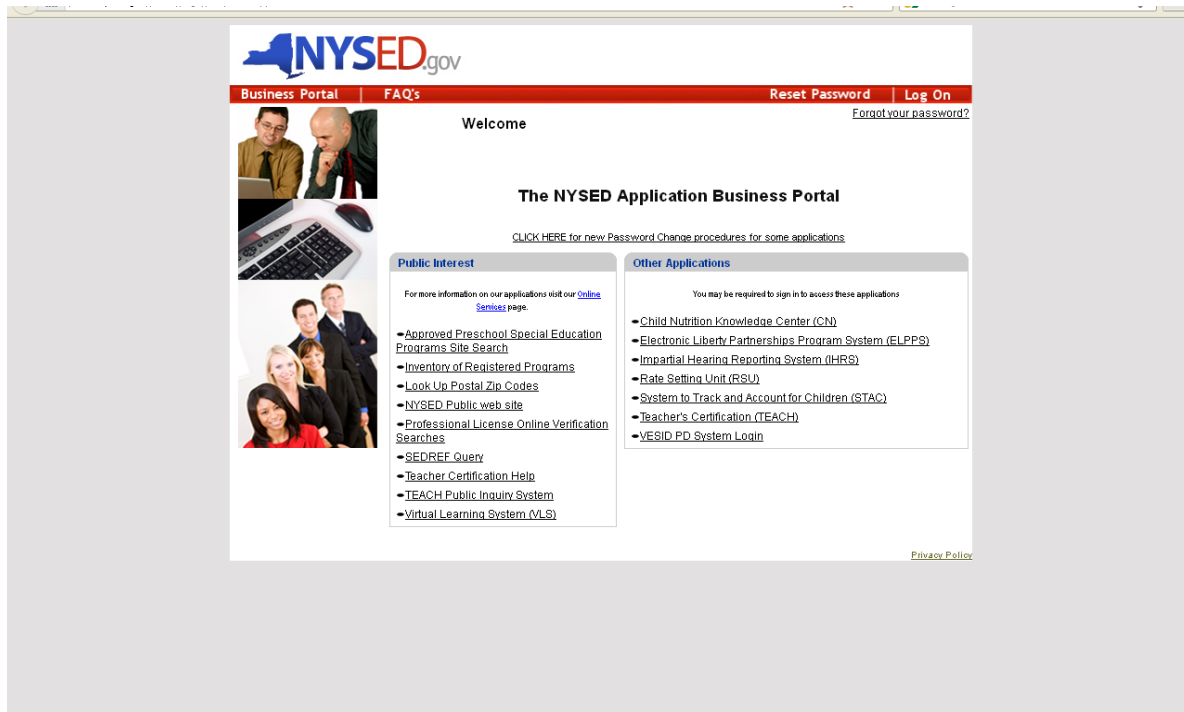 NYSED.gov
Business Portal | FAQ's Reset Password | Log On
Forgot your password?
Welcome
The NYSED Application Business Portal
CLICK HERE for new Password Change procedures for some applications
Public Interest
For more information on our applications visit our Online
Services page.
Approved Preschool Special Education
Programs Site Search
Inventory of Registered Programs
Look Up Postal Zip Codes
NYSED Public web site
Professional License Online Verification
Searches
SEDREF Query
Teacher Certification Help
TEACH Public Inquiry System
Virtual Learning System (VLS)
Other Applications
You may be required to sign in to access these applications
Child Nutrition Knowledge Center (CN)
Electronic Liberty Partnerships Program System (ELPPS)
Impartial Hearing Reporting System (IHRS)
Rate Setting Unit (RSU)
System to Track and Account for Children (STAC)
Teacher's Certification (TEACH)
VESID PD System Login
Privacy Policy